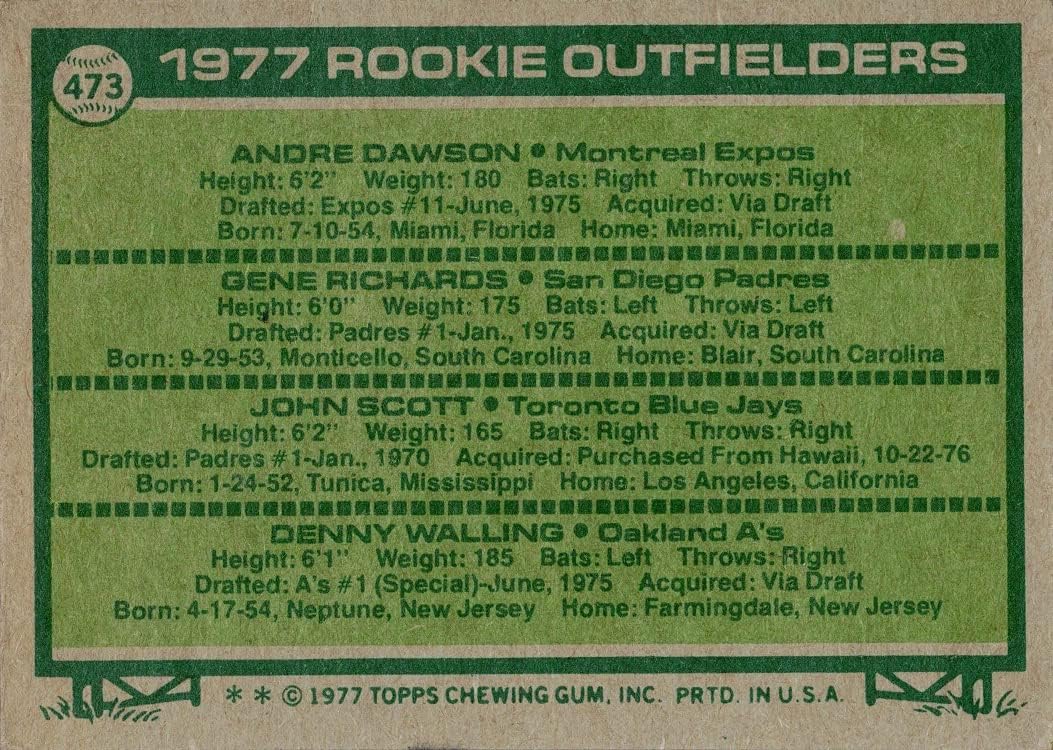 473
1977 ROOKIE OUTFIELDERS
ANDRE DAWSON • Montreal Expos
Height: 6'2" Weight: 180 Bats: Right Throws: Right
Drafted: Expos #11-June, 1975 Acquired: Via Draft
Born: 7-10-54, Miami, Florida Home: Miami, Florida
GENE RICHARDS • San Diego Padres
Height: 6'0" Weight: 175 Bats: Left Throws: Left
Drafted: Padres #1-Jan., 1975 Acquired: Via Draft
Born: 9-29-53, Monticello, South Carolina Home: Blair, South Carolina
JOHN SCOTT • Toronto Blue Jays
Height: 6'2" Weight: 165 Bats: Right Throws: Right
Drafted: Padres #1-Jan., 1970 Acquired: Purchased From Hawaii, 10-22-76
Born: 1-24-52, Tunica, Mississippi Home: Los Angeles, California
DENNY WALLING • Oakland A's
Height: 6'1" Weight: 185 Bats: Left Throws: Right
Drafted: A's #1 (Special)-June, 1975 Acquired: Via Draft
Born: 4-17-54, Neptune, New Jersey Home: Farmingdale, New Jersey
* * © 1977 TOPPS CHEWING GUM, INC. PRTD. IN U.S.A.